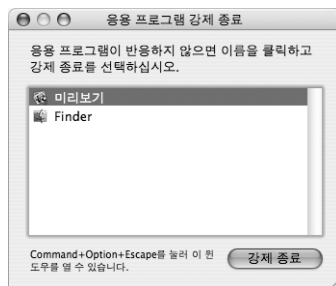 응용 프로그램 강제 종료
응용 프로그램이 반응하지 않으면 이름을 클릭하고
강제 종료를 선택하십시오.
미리보기
Finder
Command+Option+Escape를 눌러 이 윈
도우를 열 수 있습니다.
강제 종료